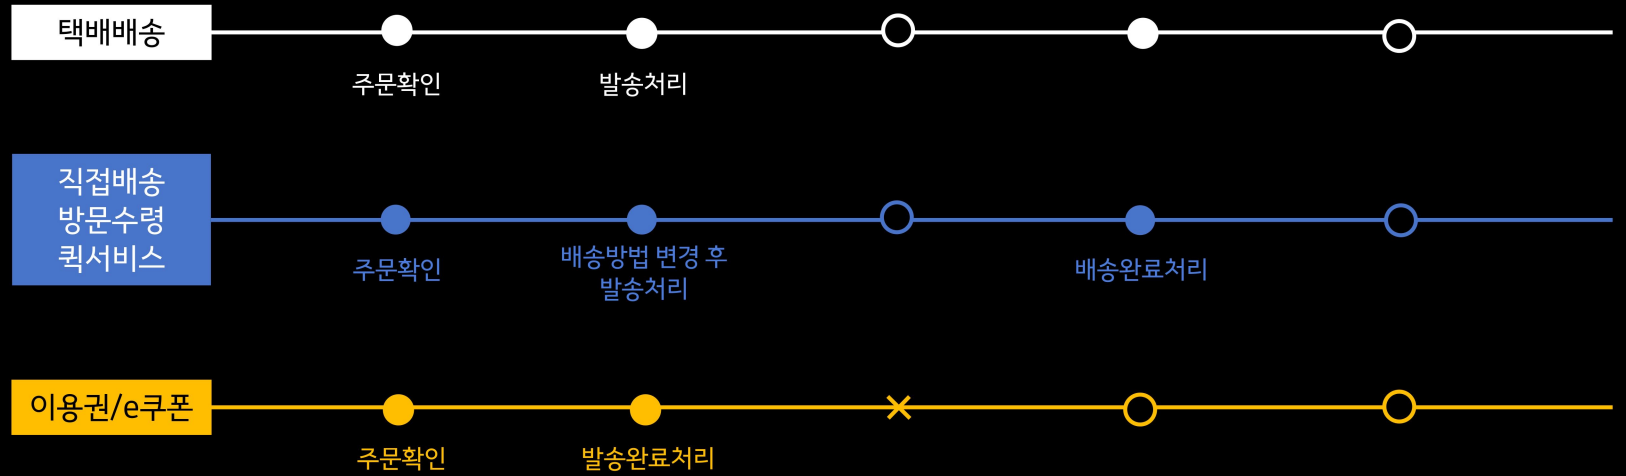 택배배송
주문확인
발송처리
직접배송
방문수령
퀵서비스
주문확인
배송방법 변경 후
발송처리
배송완료처리
이용권/e쿠폰
주문확인
발송완료처리